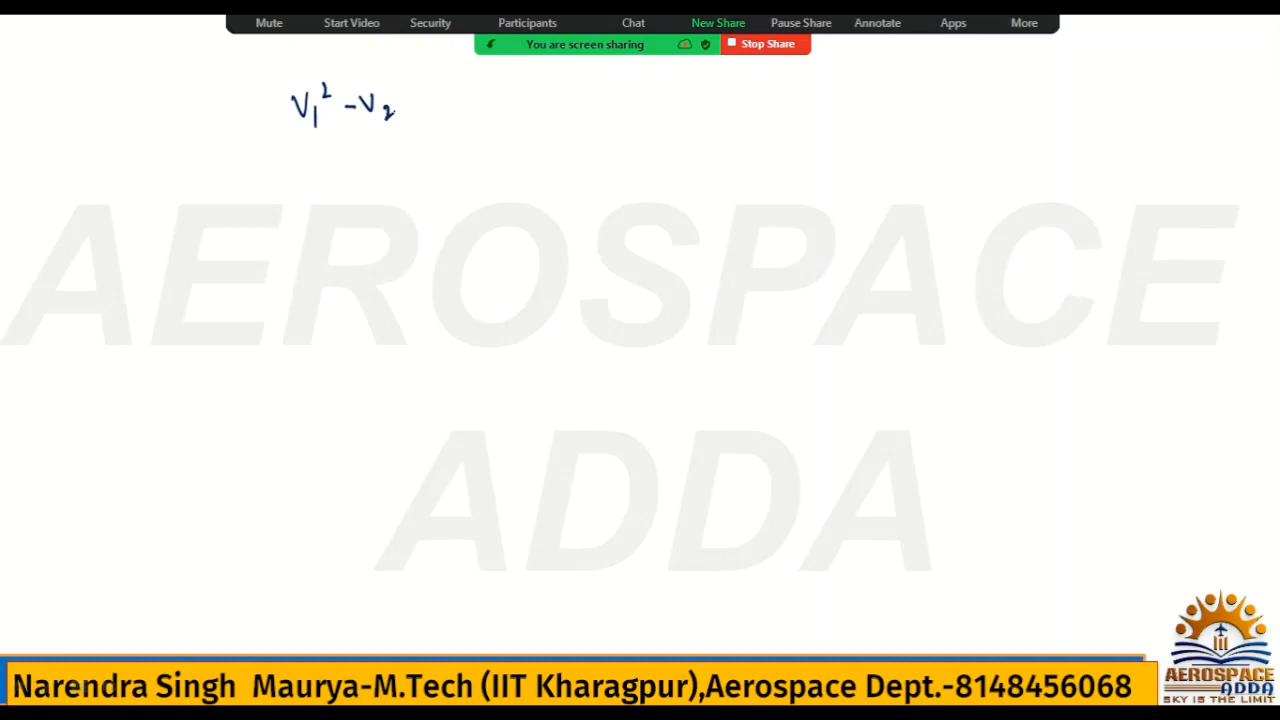 Mute Start Video Security Participants Chat New Share Pause Share Annotate Apps More
You are screen sharing Stop Share
V₁² - V₂
AEROSPACE
ADDA
AEROSPACE
ADDA
SKY IS THE LIMIT
Narendra Singh Maurya-M.Tech (IIT Kharagpur),Aerospace Dept.-8148456068